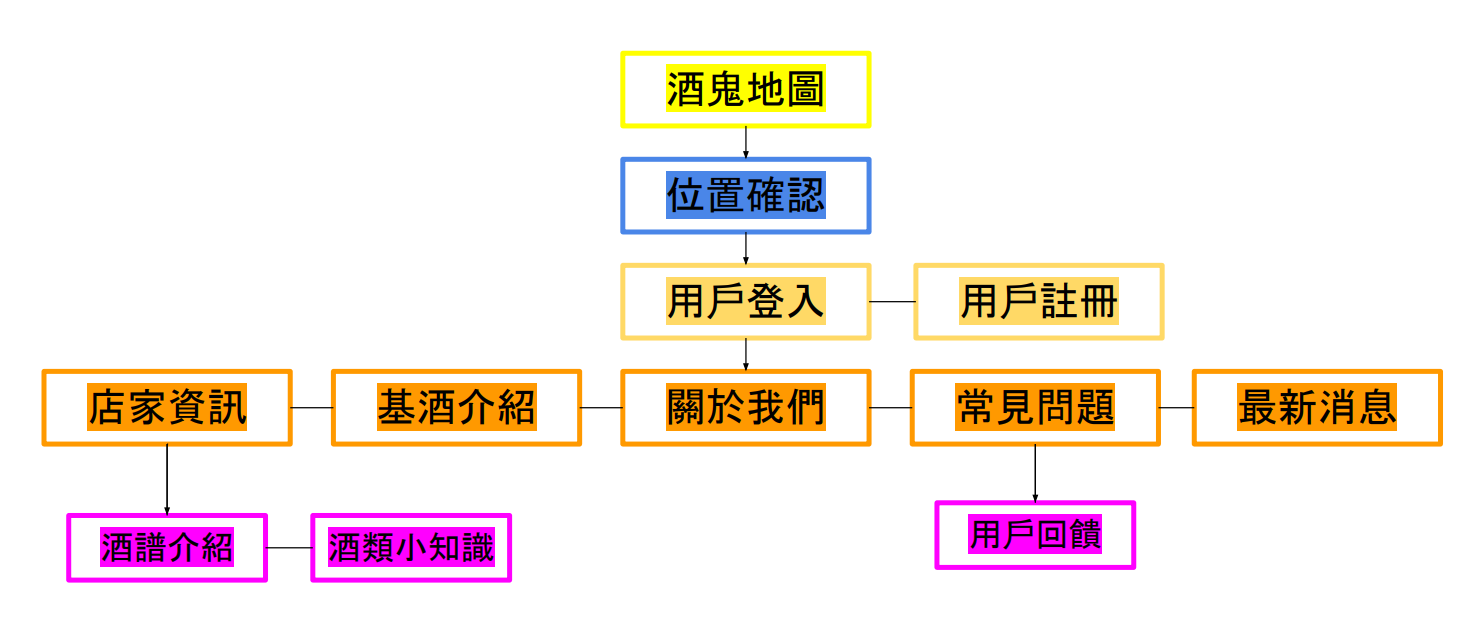 酒鬼地圖
位置確認
用戶登入
用戶註冊
店家資訊
基酒介紹
關於我們
常見問題
最新消息
酒譜介紹
酒類小知識
用戶回饋